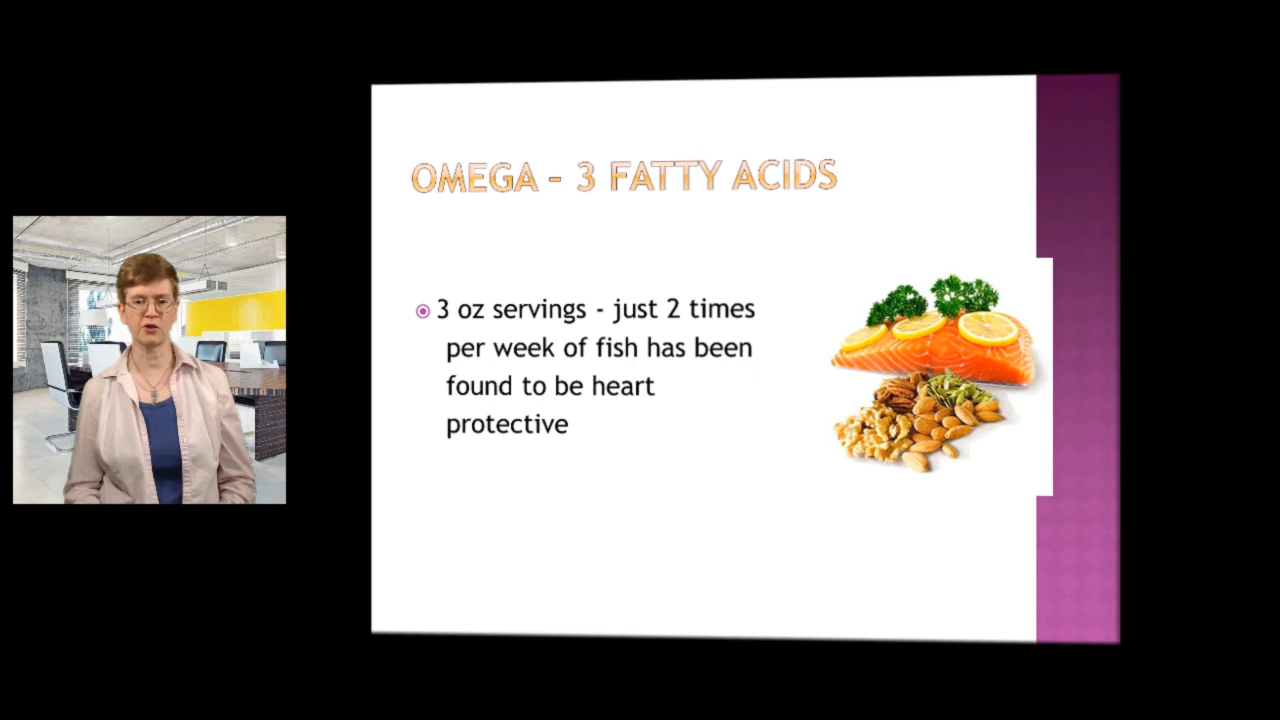 OMEGA - 3 FATTY ACIDS
3 oz servings - just 2 times
per week of fish has been
found to be heart
protective